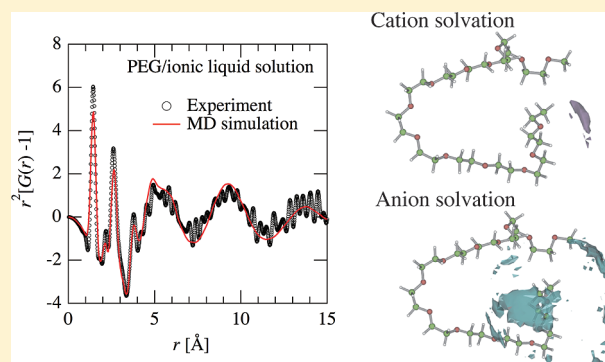 Cation solvation
PEG/ionic liquid solution
Experiment
MD simulation
r²[G(r) -1]
8
6
4
2
0
-2
-4
0
5
10
15
r [Å]
Anion solvation